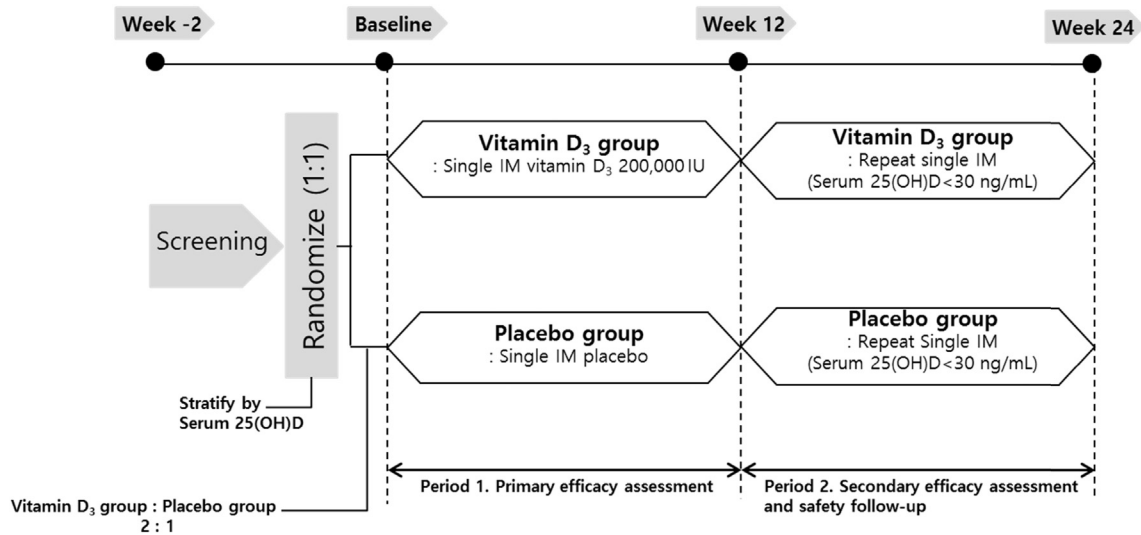 Week -2
Baseline
Week 12
Week 24
Screening
Randomize (1:1)
Stratify by
Serum 25(OH)D
Vitamin D₃ group : Placebo group
2 : 1
Vitamin D₃ group
: Single IM vitamin D₃ 200,000 IU
Vitamin D₃ group
: Repeat single IM
(Serum 25(OH)D<30 ng/mL)
Placebo group
: Single IM placebo
Placebo group
: Repeat Single IM
(Serum 25(OH)D<30 ng/mL)
Period 1. Primary efficacy assessment
Period 2. Secondary efficacy assessment
and safety follow-up